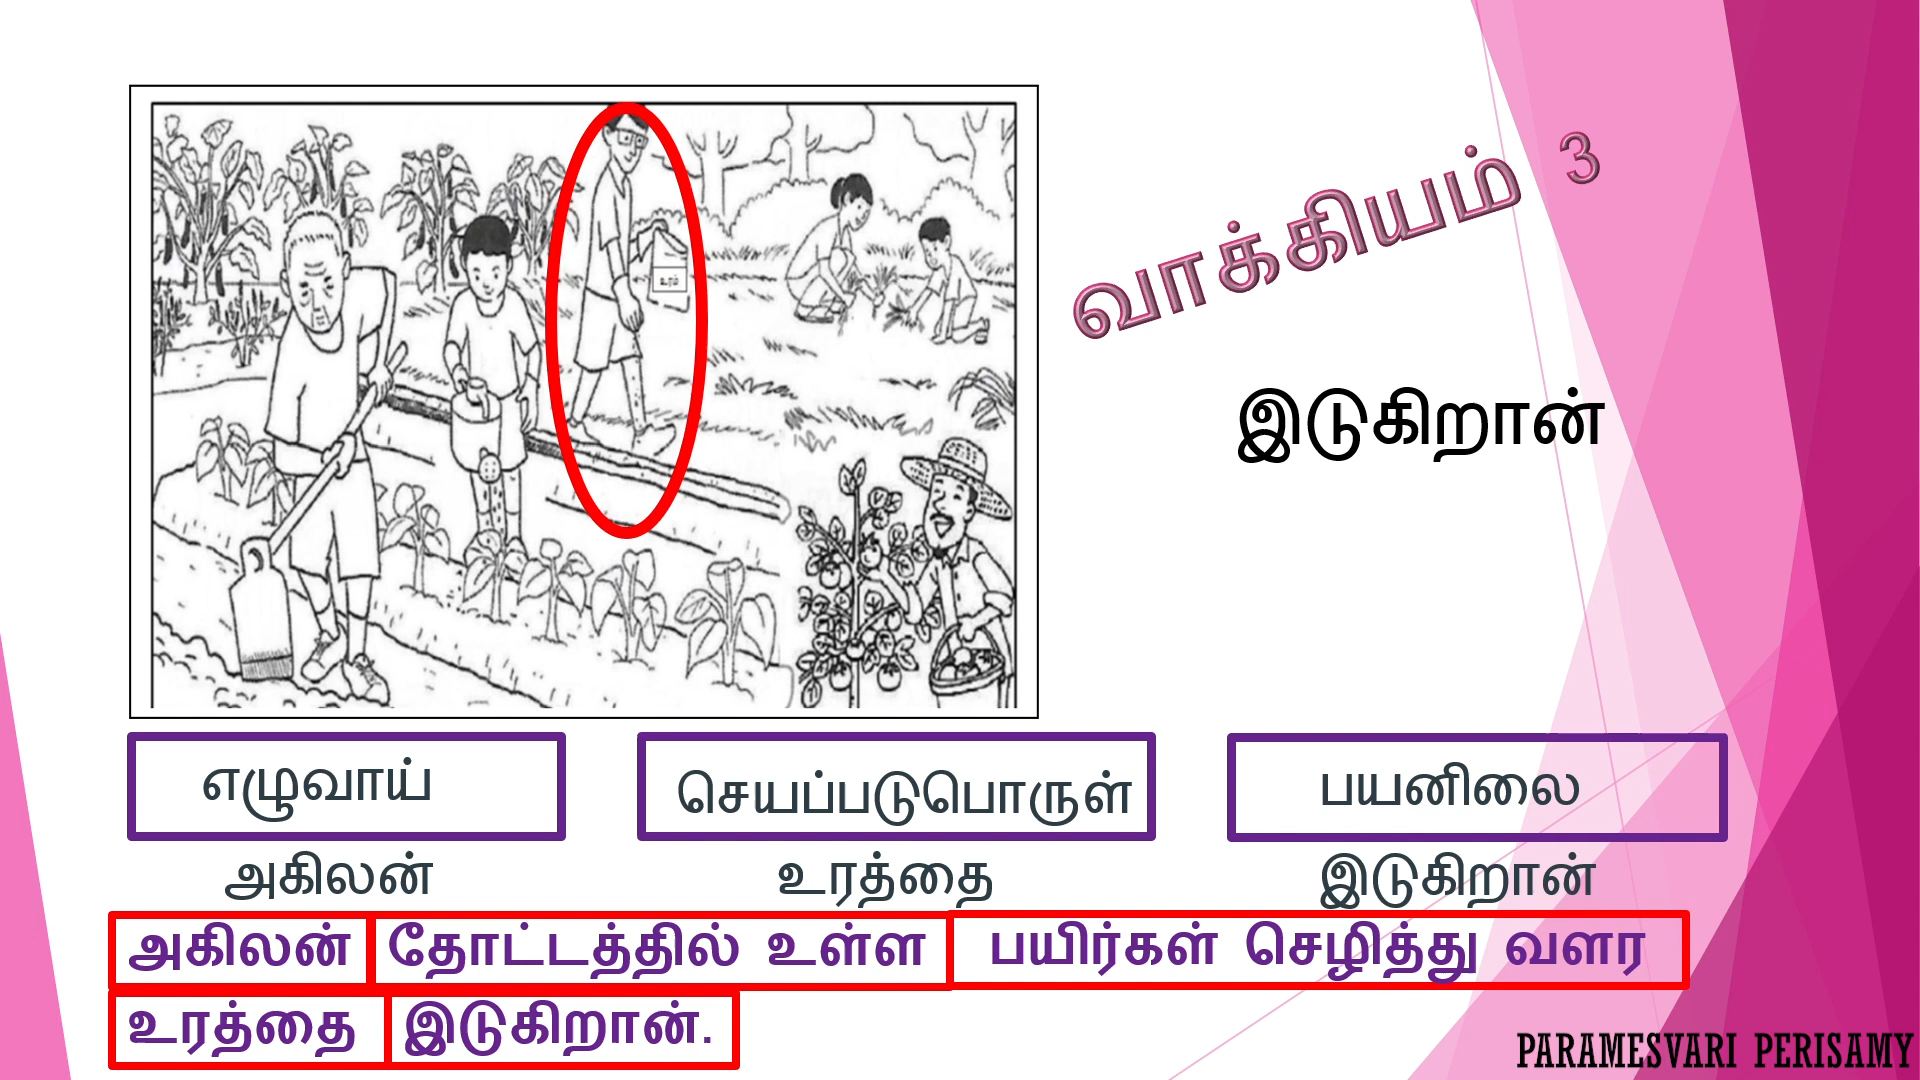 வாக்கியம் 3
உரம்
இடுகிறான்
எழுவாய் செயப்படுபொருள் பயனிலை
அகிலன் உரத்தை இடுகிறான்
அகிலன் தோட்டத்தில் உள்ள பயிர்கள் செழித்து வளர
உரத்தை இடுகிறான்.
PARAMESVARI PERISAMY